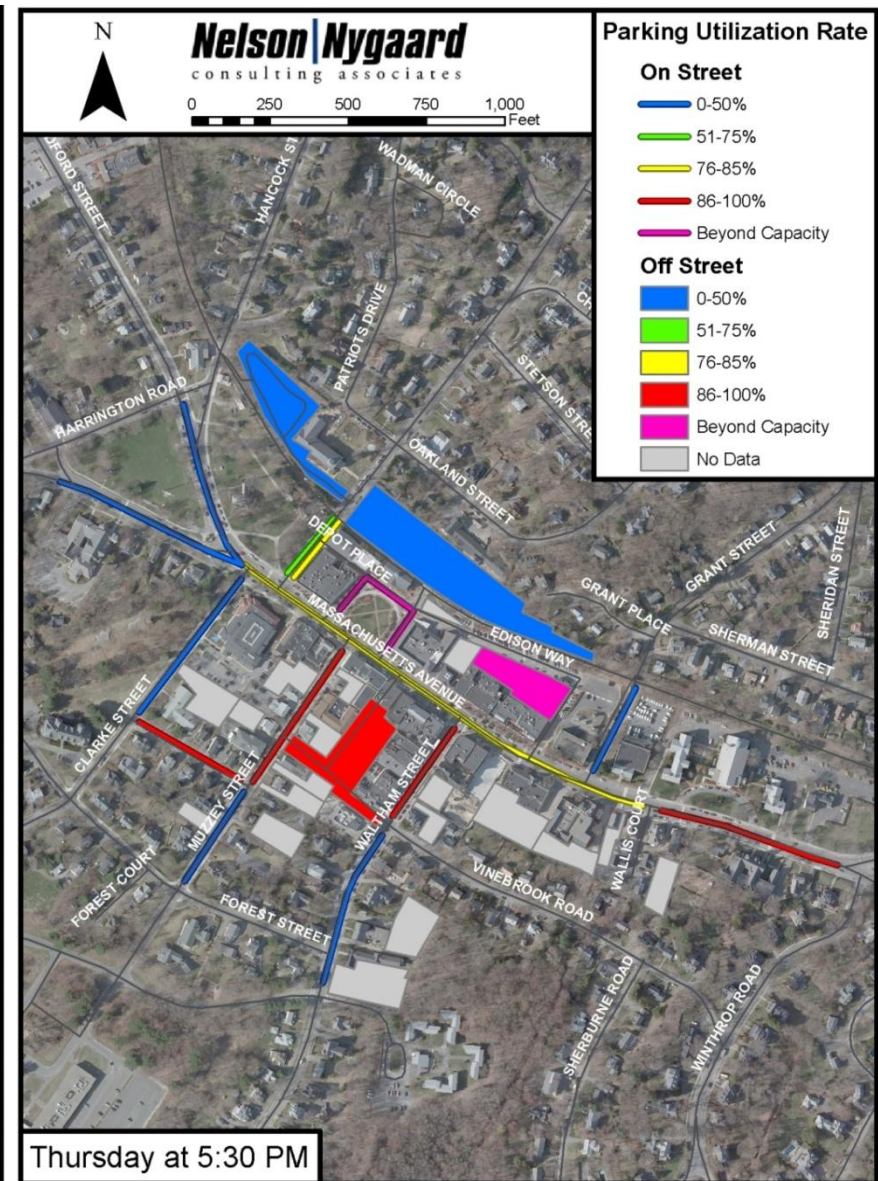 N
Nelson|Nygaard
consulting associates
0 250 500 750 1,000
Feet
Parking Utilization Rate
On Street
0-50%
51-75%
76-85%
86-100%
Beyond Capacity
Off Street
0-50%
51-75%
76-85%
86-100%
Beyond Capacity
No Data
DFORD STREET
HANCOCK ST
WADMAN CIRCLE
PATRIOTS DRIVE
CH
STETSON STREE
HARRINGTON ROAD
OAKLAND STREET
DEPOT PLACE
GRANT STREET
SHERIDAN STREET
GRANT PLACE
SHERMAN STREET
EDISON WAY
MASSACHUSETTS AVENUE
CLARKE STREET
MUZZEY STREET
WALTHAM STREET
WALLIS COURT
FOREST COURT
FOREST STREET
VINEBROOK ROAD
SHERBURNE ROAD
WINTHROP ROAD
Thursday at 5:30 PM